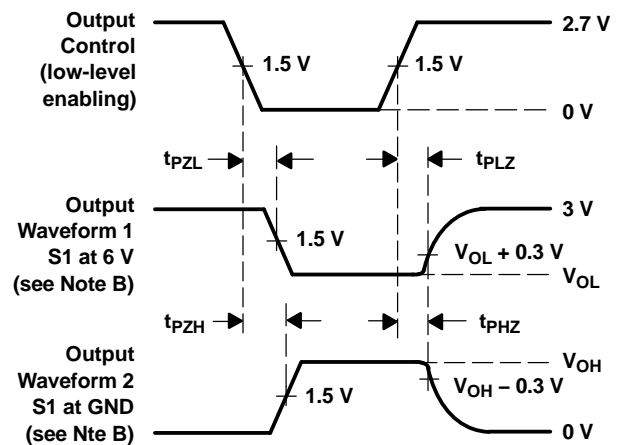 Output
Control
(low-level
enabling)
1.5 V
1.5 V
2.7 V
0 V
tPZL
tPLZ
Output
Waveform 1
S1 at 6 V
(see Note B)
1.5 V
3 V
VOL + 0.3 V
VOL
tPZH
tPHZ
Output
Waveform 2
S1 at GND
(see Nte B)
1.5 V
VOH
VOH − 0.3 V
0 V